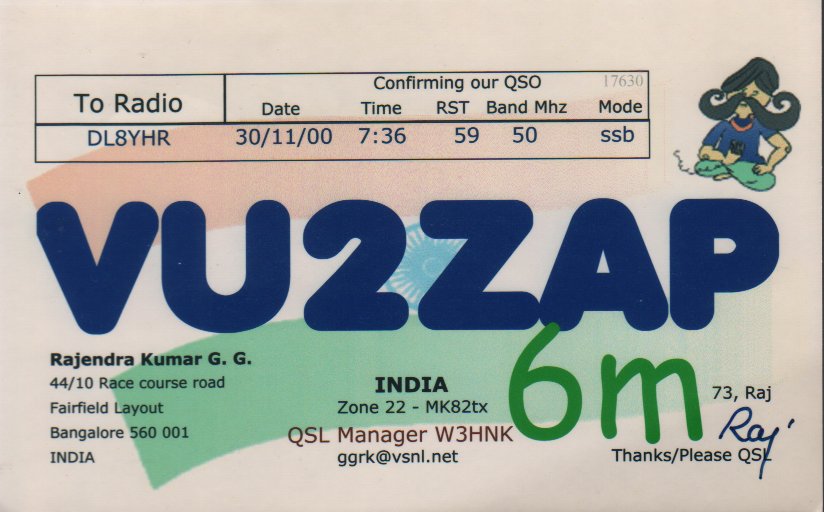 Confirming our QSO 17630
To Radio Date Time RST Band Mhz Mode
DL8YHR 30/11/00 7:36 59 50 ssb
VU2ZAP
6m
Rajendra Kumar G. G.
44/10 Race course road
Fairfield Layout
Bangalore 560 001
INDIA
INDIA
Zone 22 - MK82tx
QSL Manager W3HNK
ggrk@vsnl.net
73, Raj
Raj
Thanks/Please QSL